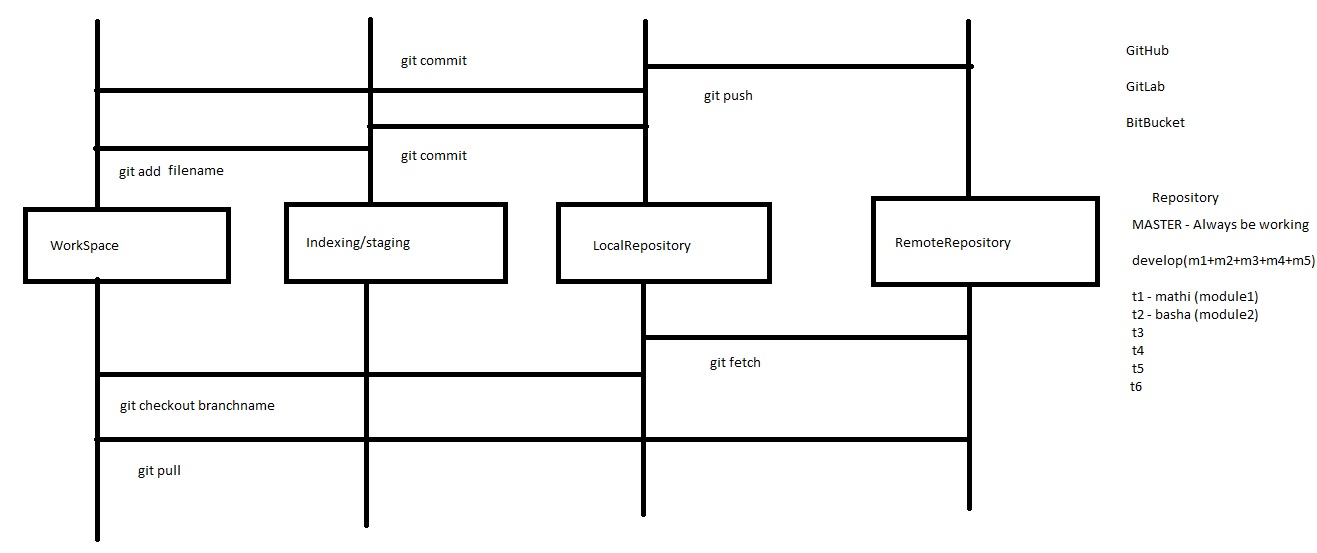 git commit
git push
git commit
git add filename
WorkSpace
Indexing/staging
LocalRepository
RemoteRepository
git fetch
git checkout branchname
git pull
GitHub
GitLab
BitBucket
Repository
MASTER - Always be working
develop(m1+m2+m3+m4+m5)
t1 - mathi (module1)
t2 - basha (module2)
t3
t4
t5
t6